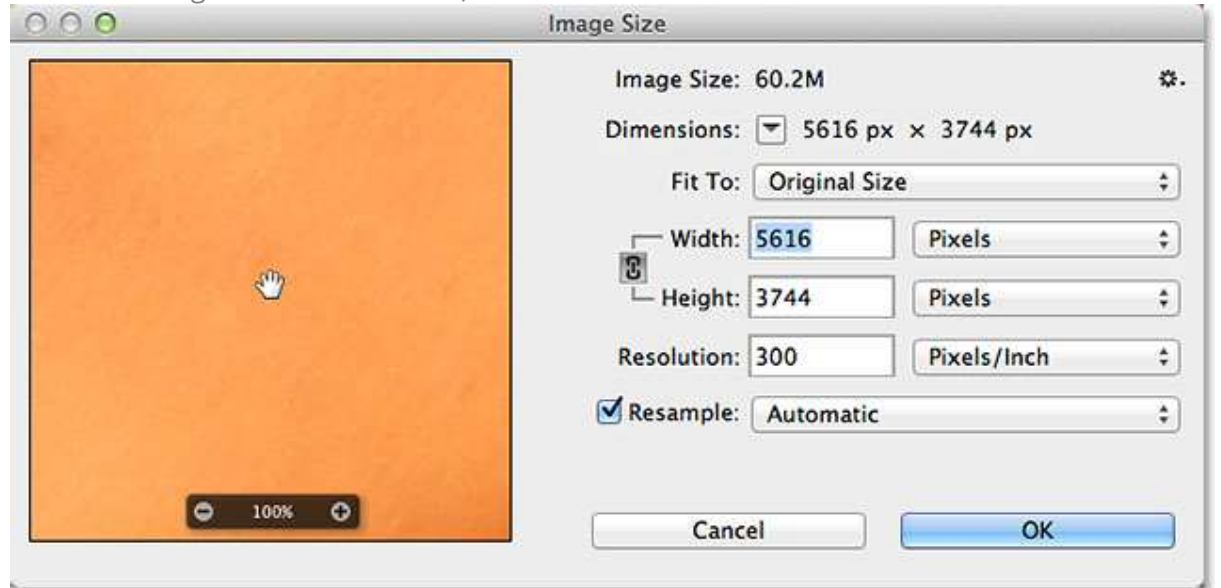 Image Size
Image Size: 60.2M
Dimensions: 5616 px × 3744 px
Fit To: Original Size
Width: 5616 Pixels
Height: 3744 Pixels
Resolution: 300 Pixels/Inch
Resample: Automatic
100%
Cancel OK